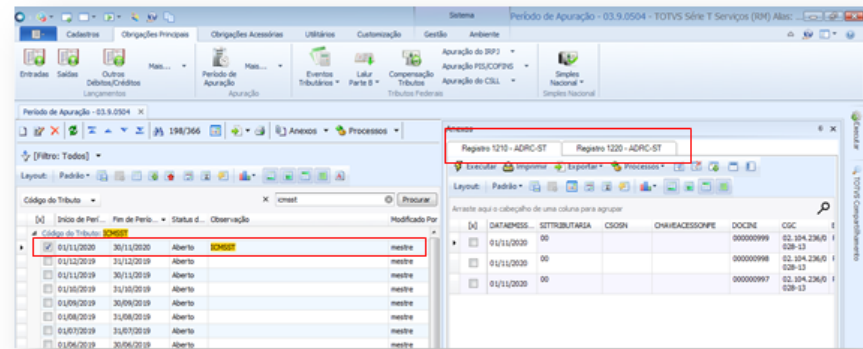 Sistema
Período de Apuração - 03.9.0504 - TOTVS Série T Serviços (RM) Alias:
Cadastros
Obrigações Principais
Obrigações Acessórias
Utilitários
Customização
Gestão
Ambiente
Entradas
Saídas
Outros Débitos/Créditos
Mais...
Lançamentos
Período de Apuração
Mais...
Apuração
Eventos Tributários
Lalur Parte B
Compensação Tributos
Apuração do IRPJ
Apuração PIS/COFINS
Apuração do CSLL
Tributos Federais
Simples Nacional
Simples Nacional
Período de Apuração - 03.9.0504
198/366
Anexos
Processos
[Filtro: Todos]
Layout: Padrão
Código do Tributo
icmsst
Procurar
[x] Início de Perí... Fim de Perío... Status d... Observação Modificado Por
Código do Tributo: ICMSST
01/11/2020 30/11/2020 Aberto ICMSST mestre
01/12/2019 31/12/2019 Aberto mestre
01/11/2019 30/11/2019 Aberto mestre
01/10/2019 31/10/2019 Aberto mestre
01/09/2019 30/09/2019 Aberto mestre
01/08/2019 31/08/2019 Aberto mestre
01/07/2019 31/07/2019 Aberto mestre
01/06/2019 30/06/2019 Aberto mestre
Anexos
Registro 1210 - ADRC-ST
Registro 1220 - ADRC-ST
Executar Imprimir Exportar Processos
Layout: Padrão
Arraste aqui o cabeçalho de uma coluna para agrupar
[x] DATAEMISS... SITTRIBUTARIA CSOSN CHAVEACESSONFE DOCINI CGC
01/11/2020 00 000000999 02.104.236/0028-13
01/11/2020 00 000000998 02.104.236/0028-13
01/11/2020 00 000000997 02.104.236/0028-13
Executar
TOTVS Compartilhamento